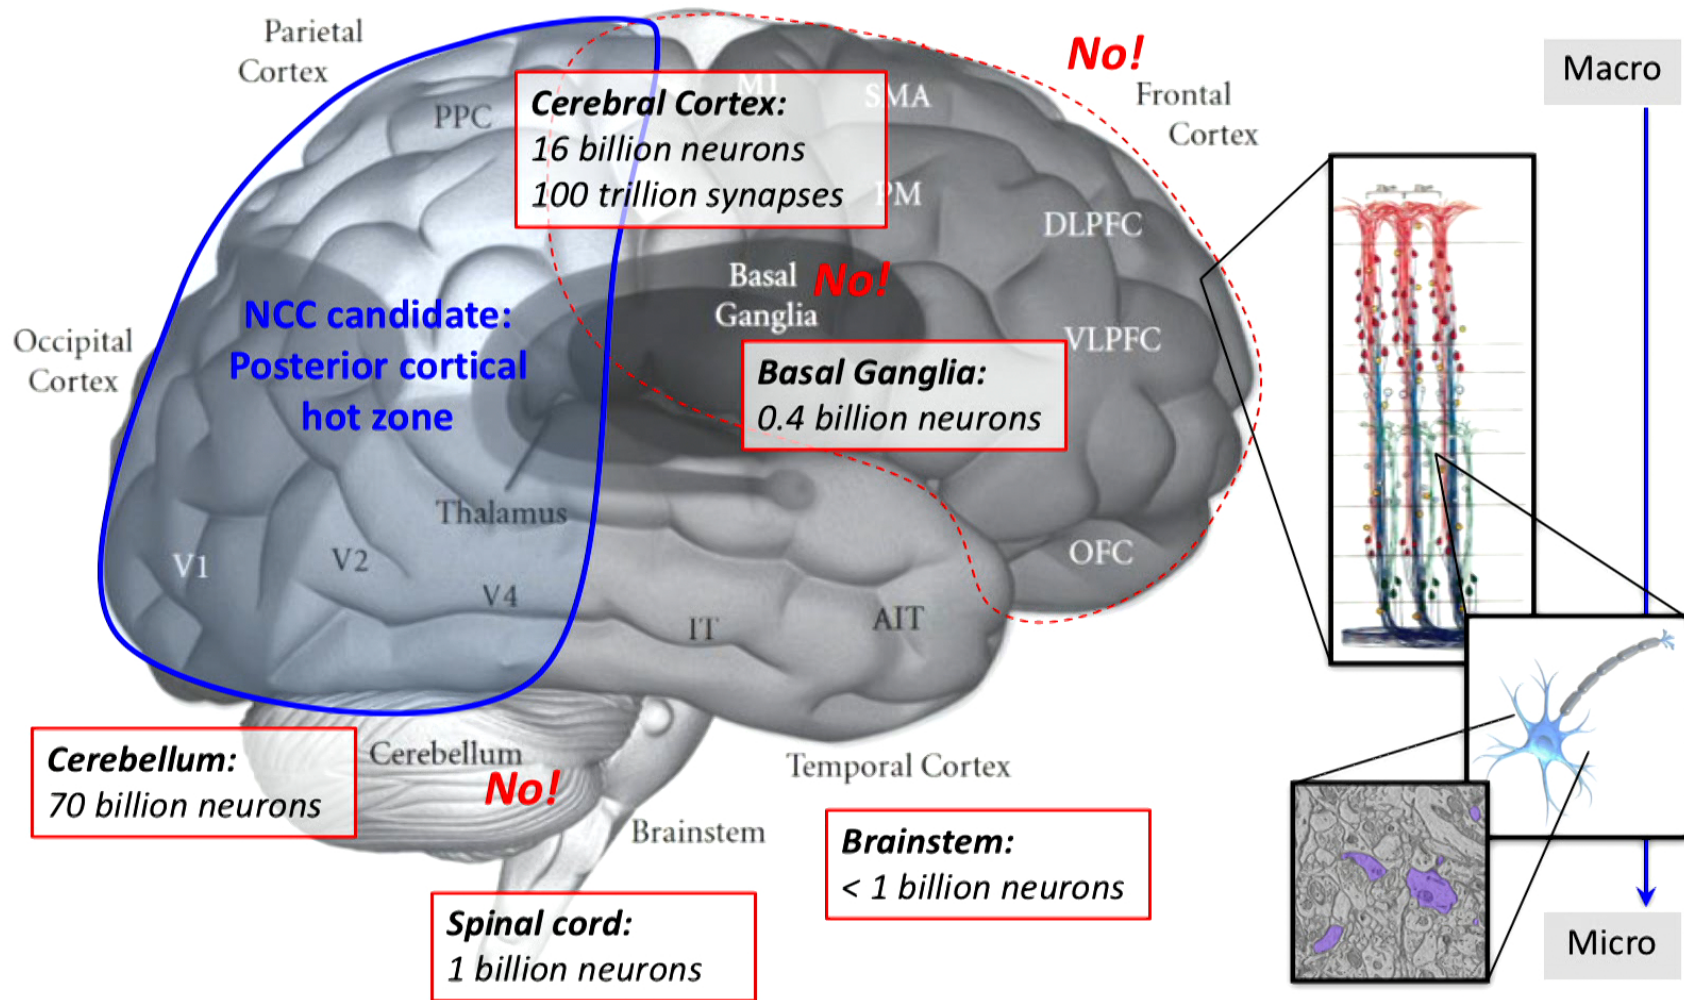 Parietal
Cortex
No!
Macro
Frontal
Cortex
PPC
M1
SMA
Cerebral Cortex:
16 billion neurons
100 trillion synapses
PM
DLPFC
Basal
Ganglia
No!
NCC candidate:
Posterior cortical
hot zone
Occipital
Cortex
VLPFC
Basal Ganglia:
0.4 billion neurons
Thalamus
V1
V2
V4
OFC
IT
AIT
Cerebellum:
70 billion neurons
Cerebellum
No!
Temporal Cortex
Brainstem
Brainstem:
< 1 billion neurons
Spinal cord:
1 billion neurons
Micro